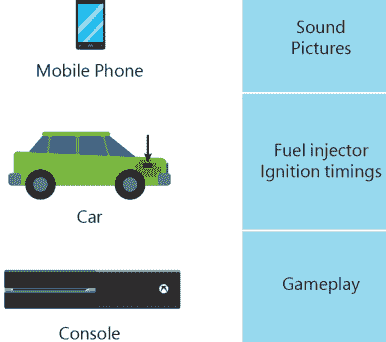 Sound
Pictures
Mobile Phone
Fuel injector
Ignition timings
Car
Gameplay
Console